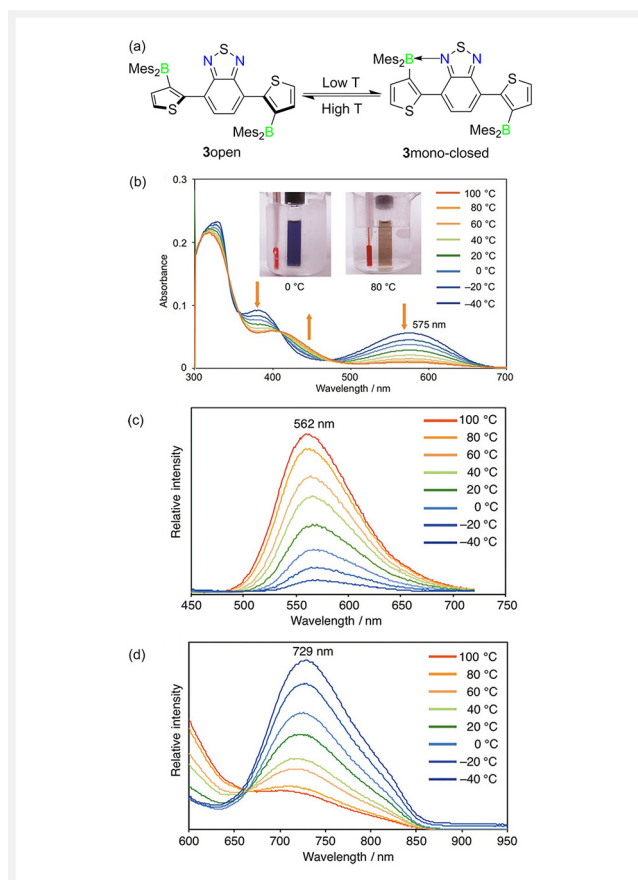 (a)
Mes2B
S
N
N
S
S
Mes2B
3open
Low T
High T
Mes2B
S
N
N
S
S
Mes2B
3mono-closed
(b)
0.3
0.2
0.1
0
Absorbance
0 °C
80 °C
575 nm
100 °C
80 °C
60 °C
40 °C
20 °C
0 °C
–20 °C
–40 °C
300 400 500 600 700
Wavelength / nm
(c)
562 nm
Relative intensity
100 °C
80 °C
60 °C
40 °C
20 °C
0 °C
–20 °C
–40 °C
450 500 550 600 650 700 750
Wavelength / nm
(d)
729 nm
Relative intensity
100 °C
80 °C
60 °C
40 °C
20 °C
0 °C
–20 °C
–40 °C
600 650 700 750 800 850 900 950
Wavelength / nm